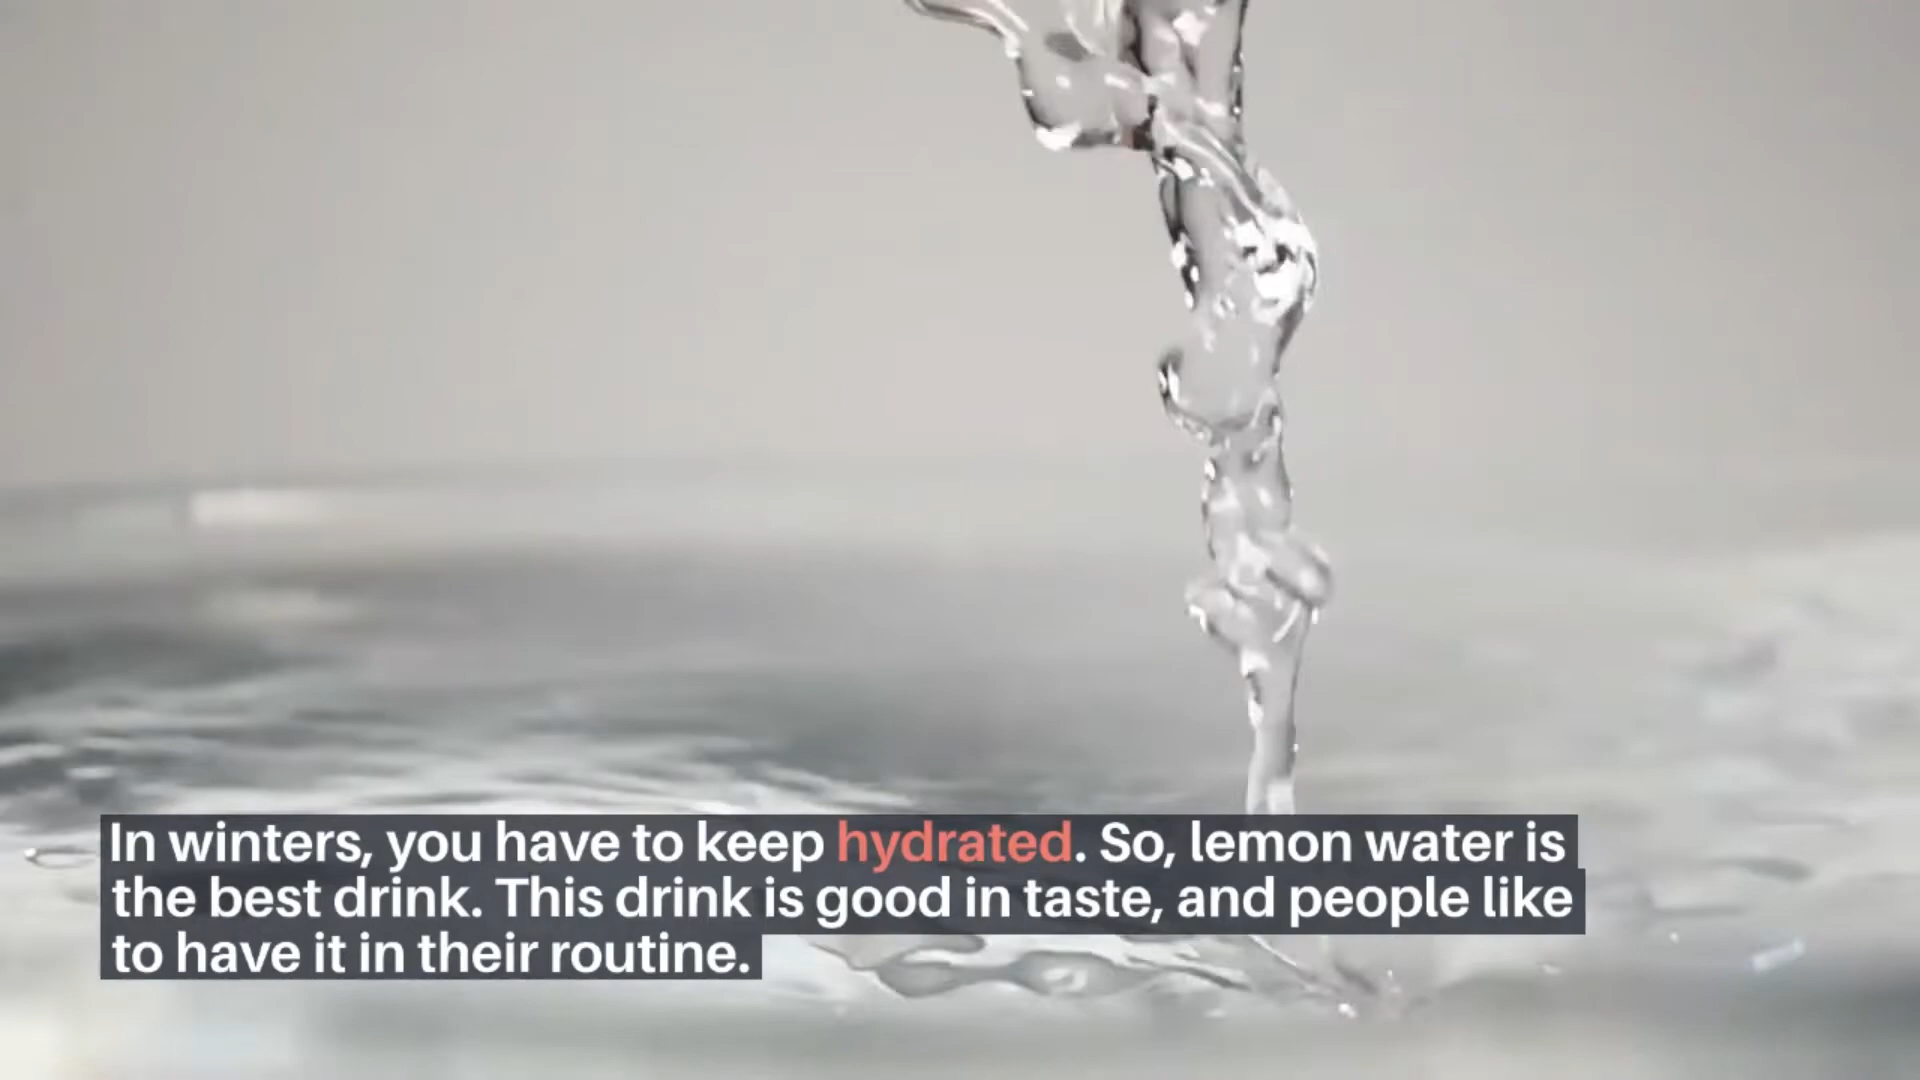 In winters, you have to keep hydrated. So, lemon water is
the best drink. This drink is good in taste, and people like
to have it in their routine.